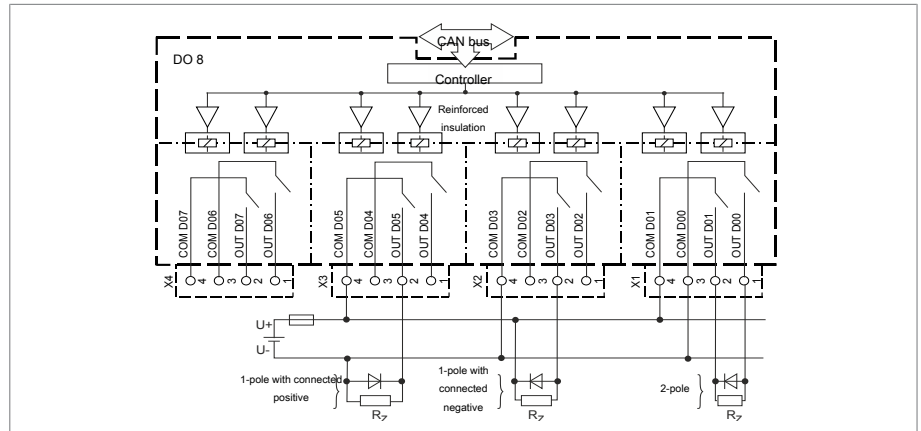 CAN bus
DO 8
Controller
Reinforced
insulation
COM D07
COM D06
OUT D07
OUT D06
COM D05
COM D04
OUT D05
OUT D04
COM D03
COM D02
OUT D03
OUT D02
COM D01
COM D00
OUT D01
OUT D00
X4
4
3
2
1
X3
4
3
2
1
X2
4
3
2
1
X1
4
3
2
1
U+
U-
1-pole with connected
positive
RZ
1-pole with
connected
negative
RZ
2-pole
RZ